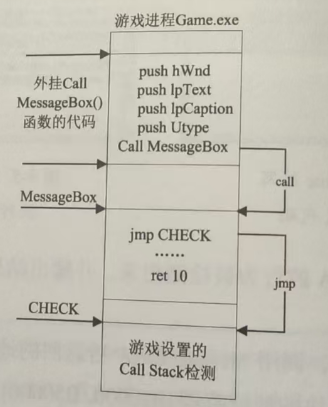 游戏进程Game.exe
外挂Call
MessageBox()
函数的代码
push hWnd
push lpText
push lpCaption
push Utype
Call MessageBox
call
MessageBox
jmp CHECK
……
ret 10
jmp
CHECK
游戏设置的
Call Stack检测